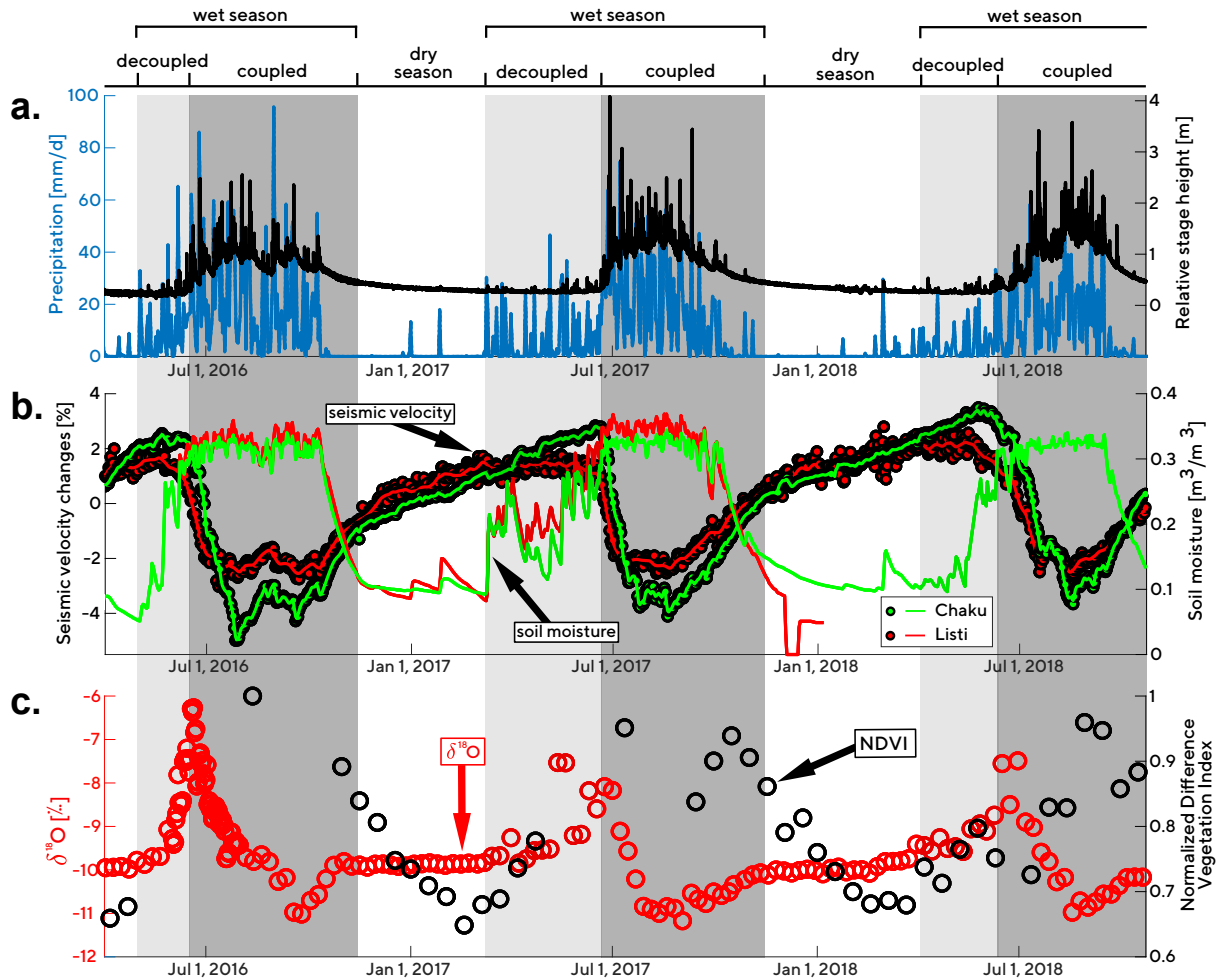 wet season
wet season
wet season
decoupled
coupled
dry
season
decoupled
coupled
dry
season
decoupled
coupled
a.
Precipitation [mm/d]
100
80
60
40
20
0
Relative stage height [m]
4
3
2
1
0
Jul 1, 2016
Jan 1, 2017
Jul 1, 2017
Jan 1, 2018
Jul 1, 2018
b.
Seismic velocity changes [%]
4
2
0
-2
-4
seismic velocity
soil moisture
Chaku
Listi
Soil moisture [m³/m³]
0.4
0.3
0.2
0.1
0
Jul 1, 2016
Jan 1, 2017
Jul 1, 2017
Jan 1, 2018
Jul 1, 2018
c.
δ¹⁸O [٪.]
-6
-7
-8
-9
-10
-11
-12
δ¹⁸O
NDVI
Normalized Difference
Vegetation Index
1
0.9
0.8
0.7
0.6
Jul 1, 2016
Jan 1, 2017
Jul 1, 2017
Jan 1, 2018
Jul 1, 2018